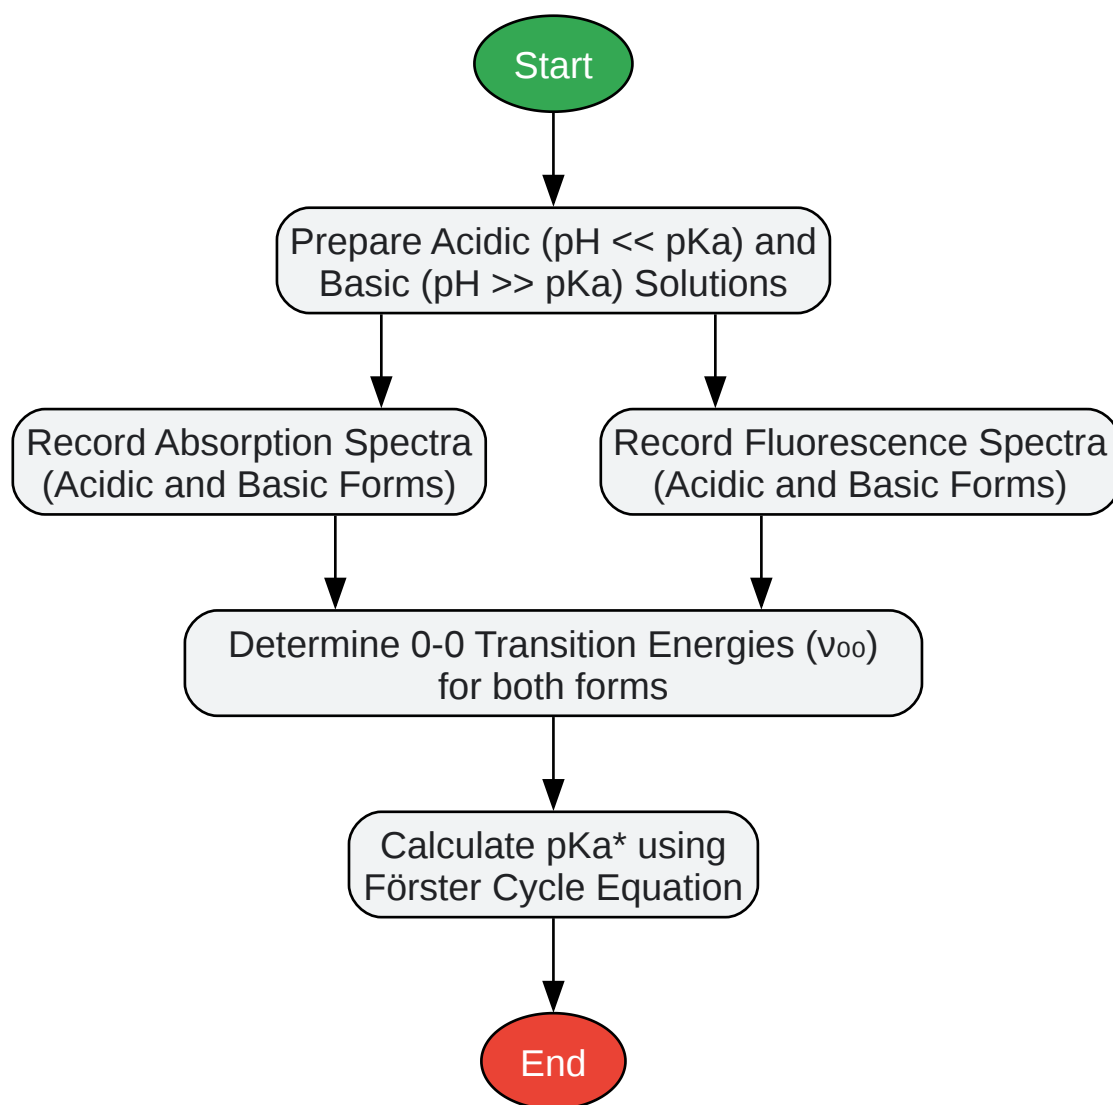 Start
Prepare Acidic (pH << pKa) and
Basic (pH >> pKa) Solutions
Record Absorption Spectra
(Acidic and Basic Forms)
Record Fluorescence Spectra
(Acidic and Basic Forms)
Determine 0-0 Transition Energies (ν₀₀)
for both forms
Calculate pKa* using
Förster Cycle Equation
End